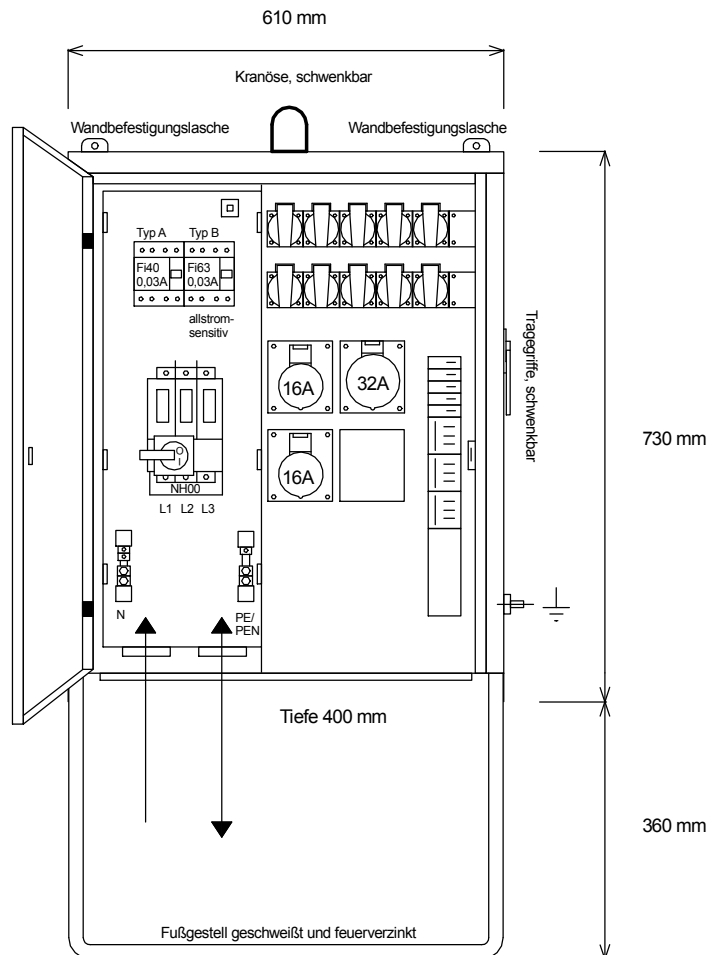 610 mm
Kranöse, schwenkbar
Wandbefestigungslasche
Wandbefestigungslasche
Typ A
Typ B
Fi40
0,03A
Fi63
0,03A
allstrom-
sensitiv
16A
32A
16A
O
I
NH00
L1 L2 L3
N
PE/
PEN
Tragegriffe, schwenkbar
730 mm
Tiefe 400 mm
360 mm
Fußgestell geschweißt und feuerverzinkt